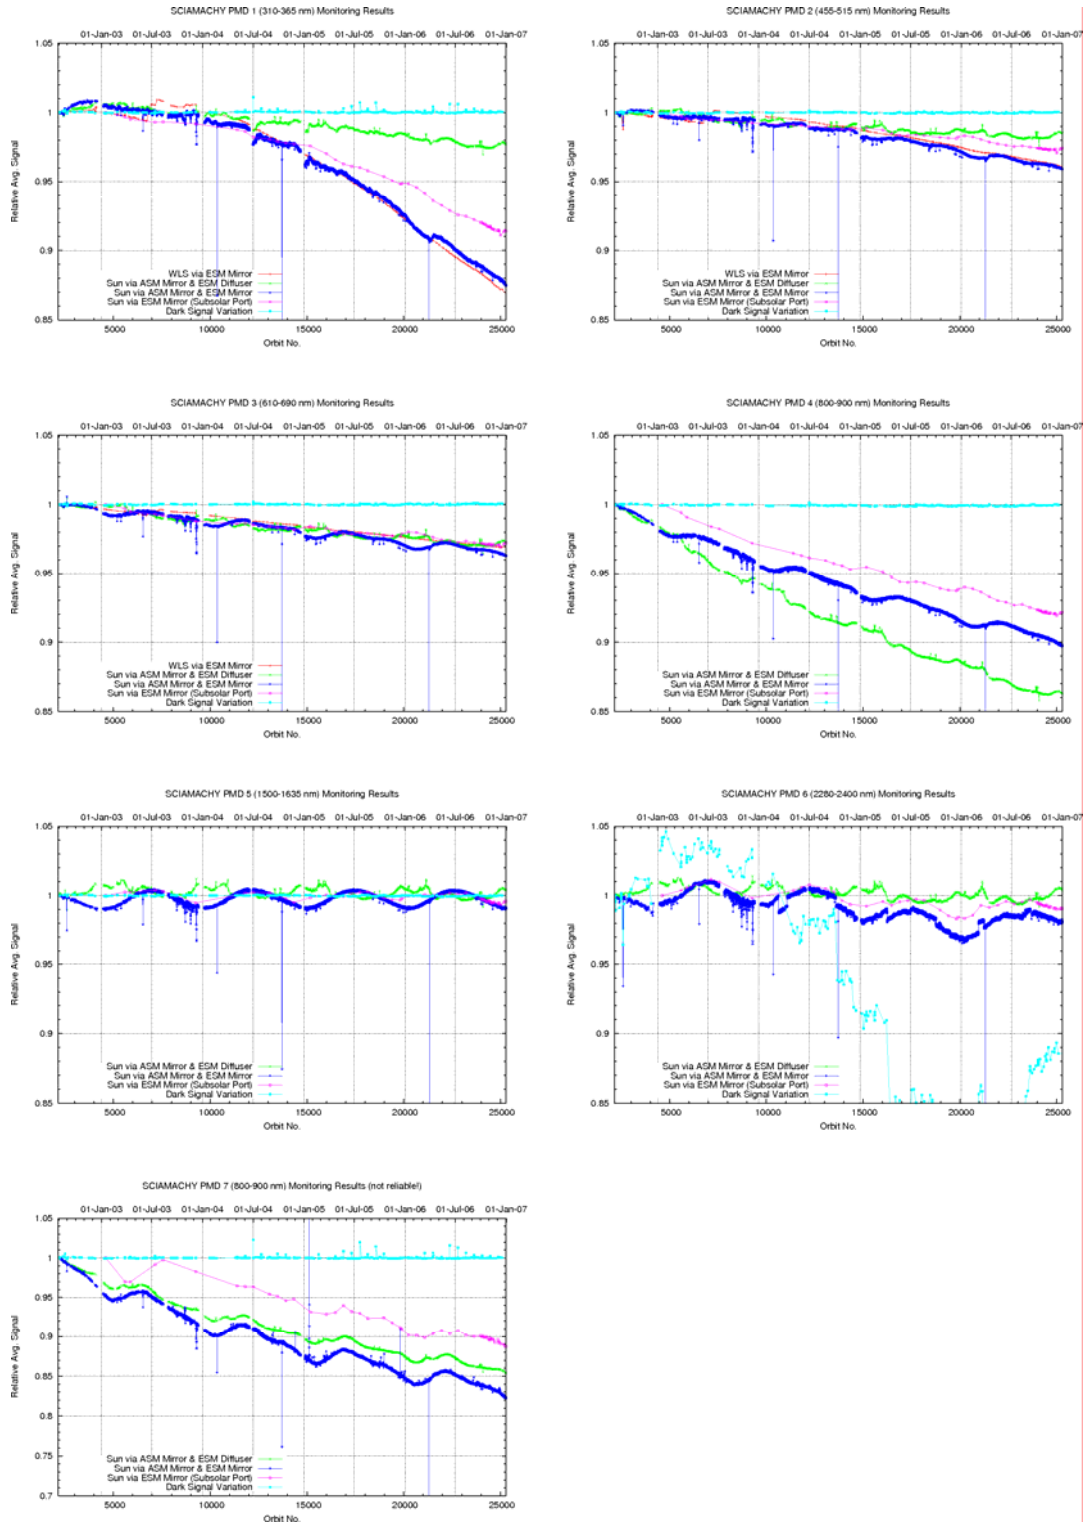 SCIAMACHY PMD 1 (310-365 nm) Monitoring Results
01-Jan-03 01-Jul-03 01-Jan-04 01-Jul-04 01-Jan-05 01-Jul-05 01-Jan-06 01-Jul-06 01-Jan-07
1.05
1
0.95
0.9
0.85
Relative Avg. Signal
WLS via ESM Mirror
Sun via ASM Mirror & ESM Diffuser
Sun via ASM Mirror & ESM Mirror
Sun via ESM Mirror (Subsolar Port)
Dark Signal Variation
5000 10000 15000 20000 25000
Orbit No.
SCIAMACHY PMD 2 (455-515 nm) Monitoring Results
01-Jan-03 01-Jul-03 01-Jan-04 01-Jul-04 01-Jan-05 01-Jul-05 01-Jan-06 01-Jul-06 01-Jan-07
1.05
1
0.95
0.9
0.85
Relative Avg. Signal
WLS via ESM Mirror
Sun via ASM Mirror & ESM Diffuser
Sun via ASM Mirror & ESM Mirror
Sun via ESM Mirror (Subsolar Port)
Dark Signal Variation
5000 10000 15000 20000 25000
Orbit No.
SCIAMACHY PMD 3 (610-690 nm) Monitoring Results
01-Jan-03 01-Jul-03 01-Jan-04 01-Jul-04 01-Jan-05 01-Jul-05 01-Jan-06 01-Jul-06 01-Jan-07
1.05
1
0.95
0.9
0.85
Relative Avg. Signal
WLS via ESM Mirror
Sun via ASM Mirror & ESM Diffuser
Sun via ASM Mirror & ESM Mirror
Sun via ESM Mirror (Subsolar Port)
Dark Signal Variation
5000 10000 15000 20000 25000
Orbit No.
SCIAMACHY PMD 4 (800-900 nm) Monitoring Results
01-Jan-03 01-Jul-03 01-Jan-04 01-Jul-04 01-Jan-05 01-Jul-05 01-Jan-06 01-Jul-06 01-Jan-07
1.05
1
0.95
0.9
0.85
Relative Avg. Signal
Sun via ASM Mirror & ESM Diffuser
Sun via ASM Mirror & ESM Mirror
Sun via ESM Mirror (Subsolar Port)
Dark Signal Variation
5000 10000 15000 20000 25000
Orbit No.
SCIAMACHY PMD 5 (1500-1635 nm) Monitoring Results
01-Jan-03 01-Jul-03 01-Jan-04 01-Jul-04 01-Jan-05 01-Jul-05 01-Jan-06 01-Jul-06 01-Jan-07
1.05
1
0.95
0.9
0.85
Relative Avg. Signal
Sun via ASM Mirror & ESM Diffuser
Sun via ASM Mirror & ESM Mirror
Sun via ESM Mirror (Subsolar Port)
Dark Signal Variation
5000 10000 15000 20000 25000
Orbit No.
SCIAMACHY PMD 6 (2280-2400 nm) Monitoring Results
01-Jan-03 01-Jul-03 01-Jan-04 01-Jul-04 01-Jan-05 01-Jul-05 01-Jan-06 01-Jul-06 01-Jan-07
1.05
1
0.95
0.9
0.85
Relative Avg. Signal
Sun via ASM Mirror & ESM Diffuser
Sun via ASM Mirror & ESM Mirror
Sun via ESM Mirror (Subsolar Port)
Dark Signal Variation
5000 10000 15000 20000 25000
Orbit No.
SCIAMACHY PMD 7 (800-900 nm) Monitoring Results (not reliable!)
01-Jan-03 01-Jul-03 01-Jan-04 01-Jul-04 01-Jan-05 01-Jul-05 01-Jan-06 01-Jul-06 01-Jan-07
1.05
1
0.95
0.9
0.85
0.8
0.75
0.7
Relative Avg. Signal
Sun via ASM Mirror & ESM Diffuser
Sun via ASM Mirror & ESM Mirror
Sun via ESM Mirror (Subsolar Port)
Dark Signal Variation
5000 10000 15000 20000 25000
Orbit No.